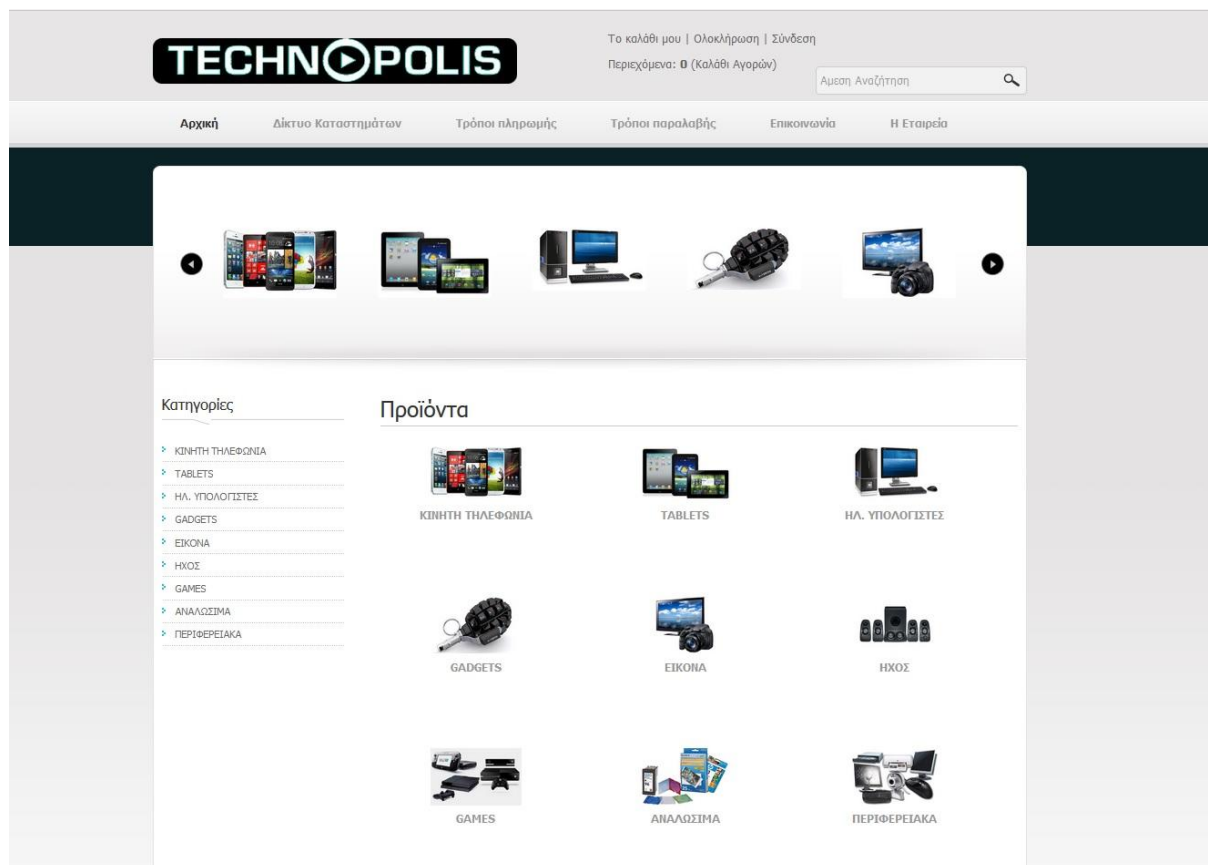 TECHNOPOLIS
Το καλάθι μου | Ολοκλήρωση | Σύνδεση
Περιεχόμενα: 0 (Καλάθι Αγορών)
Αμεση Αναζήτηση
Αρχική Δίκτυο Καταστημάτων Τρόποι πληρωμής Τρόποι παραλαβής Επικοινωνία Η Εταιρεία
Κατηγορίες
ΚΙΝΗΤΗ ΤΗΛΕΦΩΝΙΑ
TABLETS
ΗΛ. ΥΠΟΛΟΓΙΣΤΕΣ
GADGETS
ΕΙΚΟΝΑ
ΗΧΟΣ
GAMES
ΑΝΑΛΩΣΙΜΑ
ΠΕΡΙΦΕΡΕΙΑΚΑ
Προϊόντα
ΚΙΝΗΤΗ ΤΗΛΕΦΩΝΙΑ TABLETS ΗΛ. ΥΠΟΛΟΓΙΣΤΕΣ
GADGETS ΕΙΚΟΝΑ ΗΧΟΣ
GAMES ΑΝΑΛΩΣΙΜΑ ΠΕΡΙΦΕΡΕΙΑΚΑ